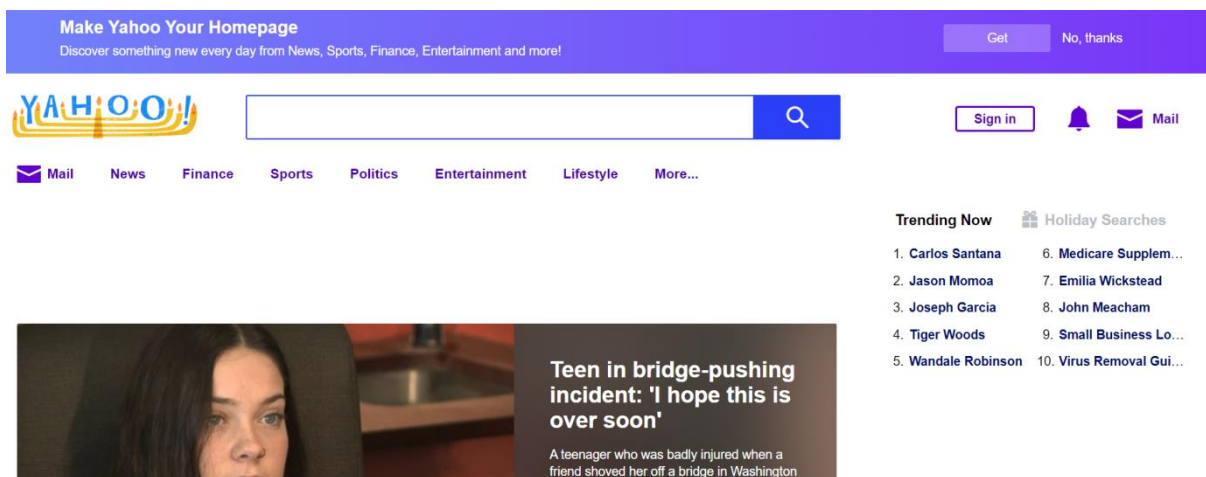 Make Yahoo Your Homepage
Discover something new every day from News, Sports, Finance, Entertainment and more!
Get
No, thanks
YAHOO!
Sign in
Mail
Mail News Finance Sports Politics Entertainment Lifestyle More...
Trending Now
Holiday Searches
1. Carlos Santana
2. Jason Momoa
3. Joseph Garcia
4. Tiger Woods
5. Wandale Robinson
6. Medicare Supplem...
7. Emilia Wickstead
8. John Meacham
9. Small Business Lo...
10. Virus Removal Gui...
Teen in bridge-pushing
incident: 'I hope this is
over soon'
A teenager who was badly injured when a
friend shoved her off a bridge in Washington